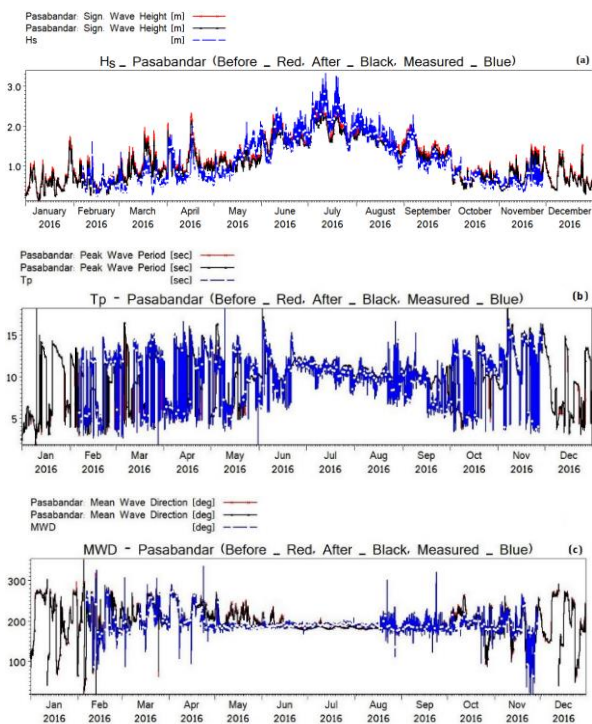 Pasabandar: Sign. Wave Height [m]
Pasabandar: Sign. Wave Height [m]
Hs [m]
Hs _ Pasabandar (Before _ Red, After _ Black, Measured _ Blue) (a)
3.0
2.0
1.0
January February March April May June July August September October November December
2016 2016 2016 2016 2016 2016 2016 2016 2016 2016 2016 2016
Pasabandar: Peak Wave Period [sec]
Pasabandar: Peak Wave Period [sec]
Tp [sec]
Tp - Pasabandar (Before _ Red, After _ Black, Measured _ Blue) (b)
15
10
5
Jan Feb Mar Apr May Jun Jul Aug Sep Oct Nov Dec
2016 2016 2016 2016 2016 2016 2016 2016 2016 2016 2016 2016
Pasabandar: Mean Wave Direction [deg]
Pasabandar: Mean Wave Direction [deg]
MWD [deg]
MWD - Pasabandar (Before _ Red, After _ Black, Measured _ Blue) (c)
300
200
100
Jan Feb Mar Apr May Jun Jul Aug Sep Oct Nov Dec
2016 2016 2016 2016 2016 2016 2016 2016 2016 2016 2016 2016